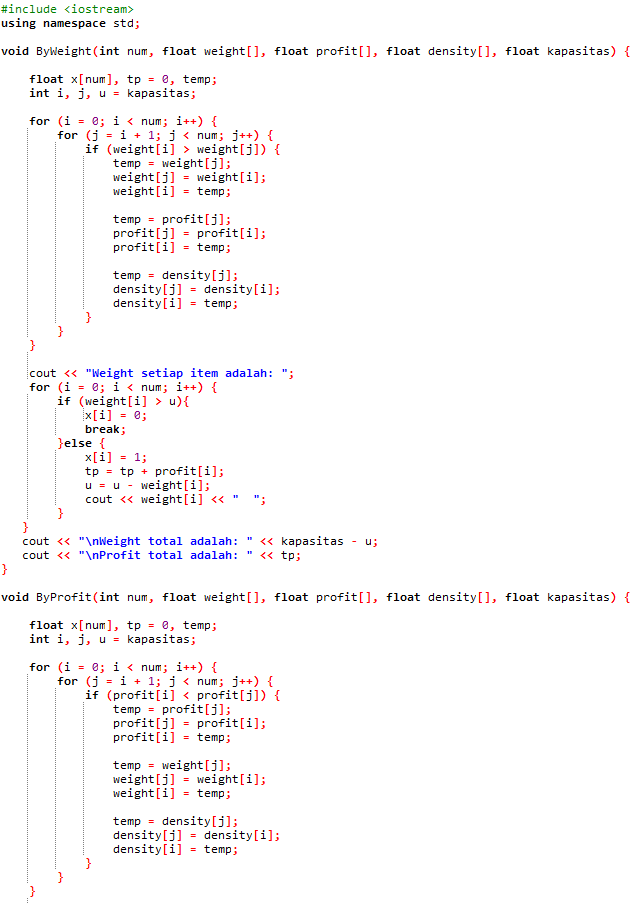 #include <iostream>
using namespace std;
void ByWeight(int num, float weight[], float profit[], float density[], float kapasitas) {
float x[num], tp = 0, temp;
int i, j, u = kapasitas;
for (i = 0; i < num; i++) {
for (j = i + 1; j < num; j++) {
if (weight[i] > weight[j]) {
temp = weight[j];
weight[j] = weight[i];
weight[i] = temp;
temp = profit[j];
profit[j] = profit[i];
profit[i] = temp;
temp = density[j];
density[j] = density[i];
density[i] = temp;
}
}
}
cout << "Weight setiap item adalah: ";
for (i = 0; i < num; i++) {
if (weight[i] > u){
x[i] = 0;
break;
}else {
x[i] = 1;
tp = tp + profit[i];
u = u - weight[i];
cout << weight[i] << "  ";
}
}
cout << "\nWeight total adalah: " << kapasitas - u;
cout << "\nProfit total adalah: " << tp;
}
void ByProfit(int num, float weight[], float profit[], float density[], float kapasitas) {
float x[num], tp = 0, temp;
int i, j, u = kapasitas;
for (i = 0; i < num; i++) {
for (j = i + 1; j < num; j++) {
if (profit[i] < profit[j]) {
temp = profit[j];
profit[j] = profit[i];
profit[i] = temp;
temp = weight[j];
weight[j] = weight[i];
weight[i] = temp;
temp = density[j];
density[j] = density[i];
density[i] = temp;
}
}
}